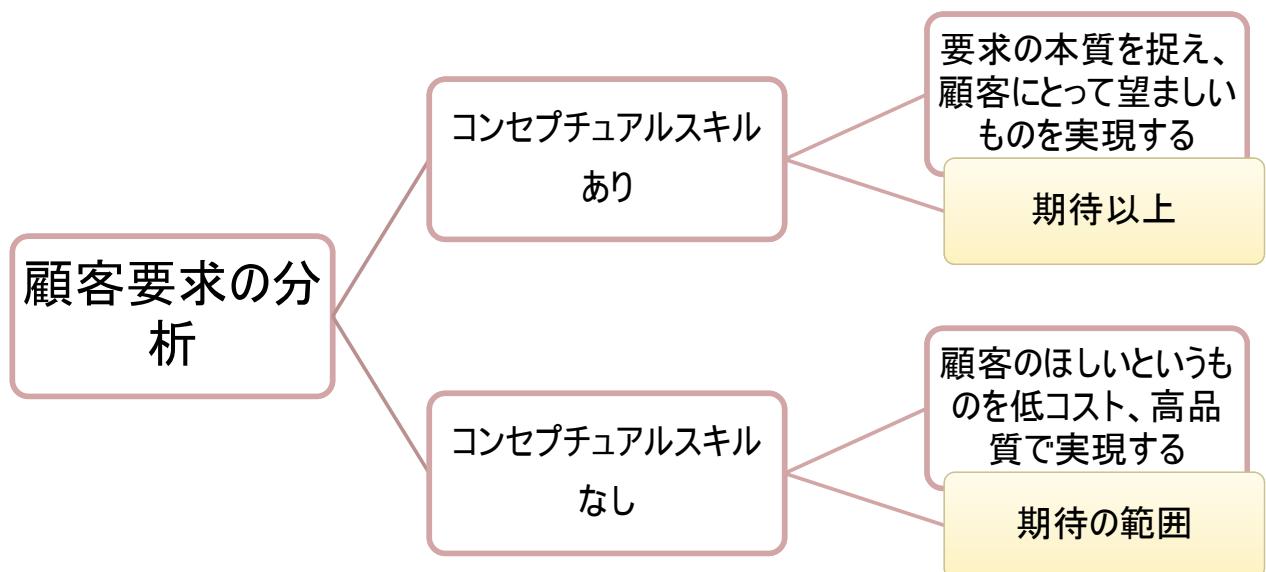 顧客要求の分
析
コンセプチュアルスキル
あり
要求の本質を捉え、
顧客にとって望ましい
ものを実現する
期待以上
コンセプチュアルスキル
なし
顧客のほしいというも
のを低コスト、高品
質で実現する
期待の範囲